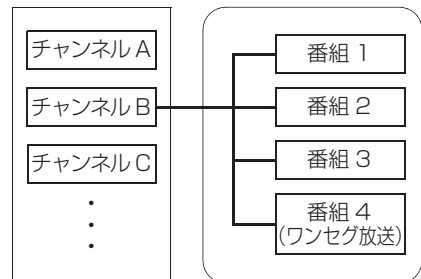 チャンネル A
チャンネル B
チャンネル C
・
・
・
番組 1
番組 2
番組 3
番組 4
(ワンセグ放送)